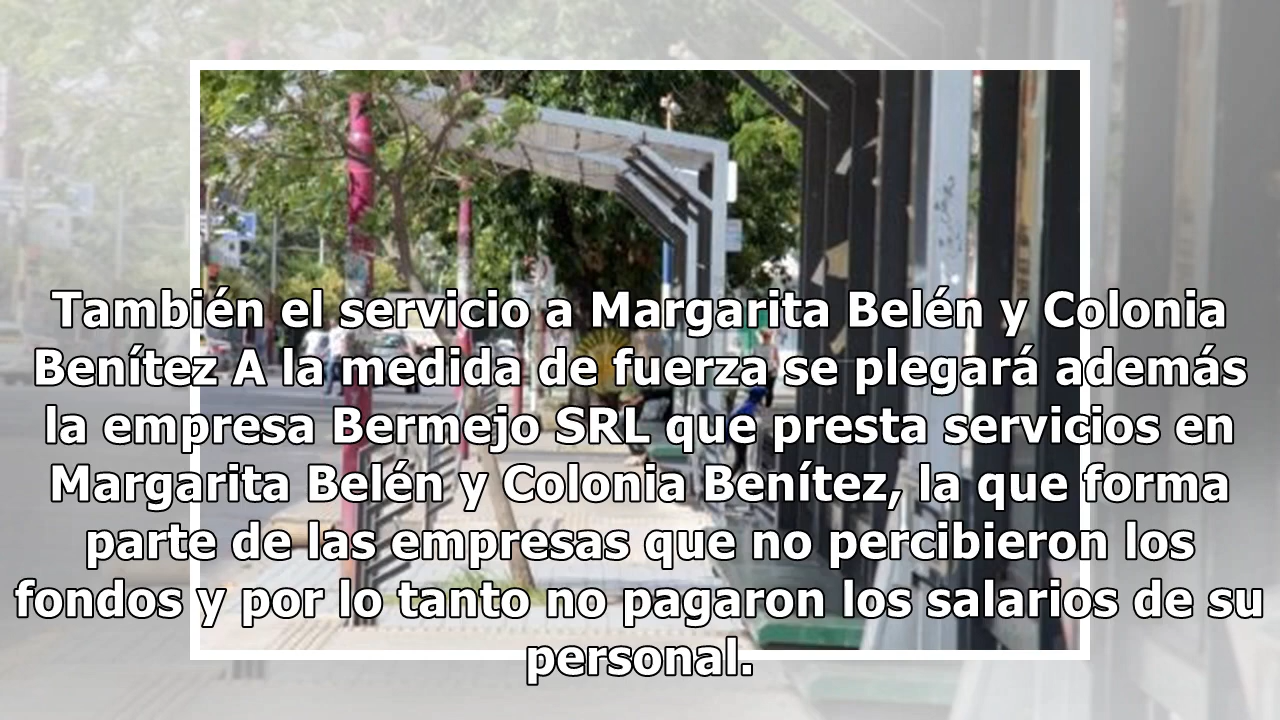 También el servicio a Margarita Belén y Colonia
Benítez A la medida de fuerza se plegará además
la empresa Bermejo SRL que presta servicios en
Margarita Belén y Colonia Benítez, la que forma
parte de las empresas que no percibieron los
fondos y por lo tanto no pagaron los salarios de su
personal.